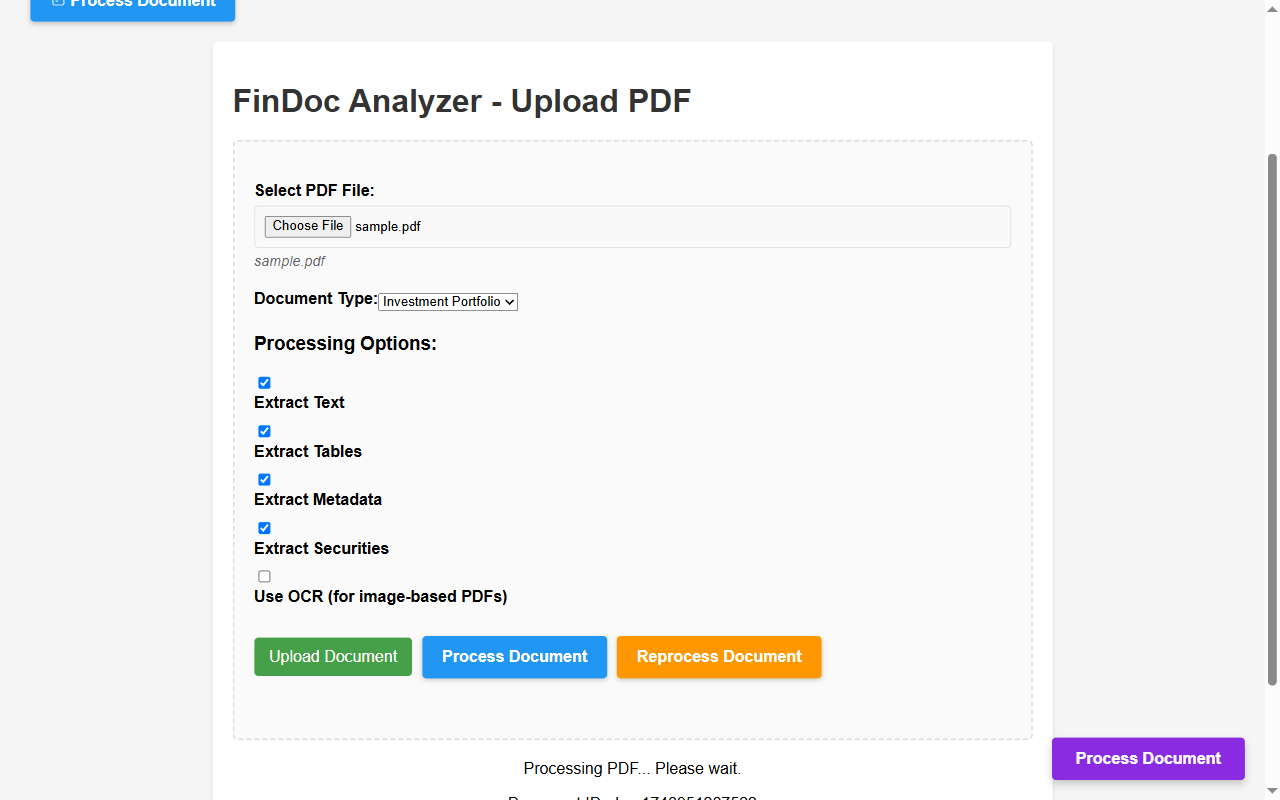 Process Document
FinDoc Analyzer - Upload PDF
Select PDF File:
Choose File sample.pdf
sample.pdf
Document Type: Investment Portfolio
Processing Options:
Extract Text
Extract Tables
Extract Metadata
Extract Securities
Use OCR (for image-based PDFs)
Upload Document Process Document Reprocess Document
Process Document
Processing PDF... Please wait.